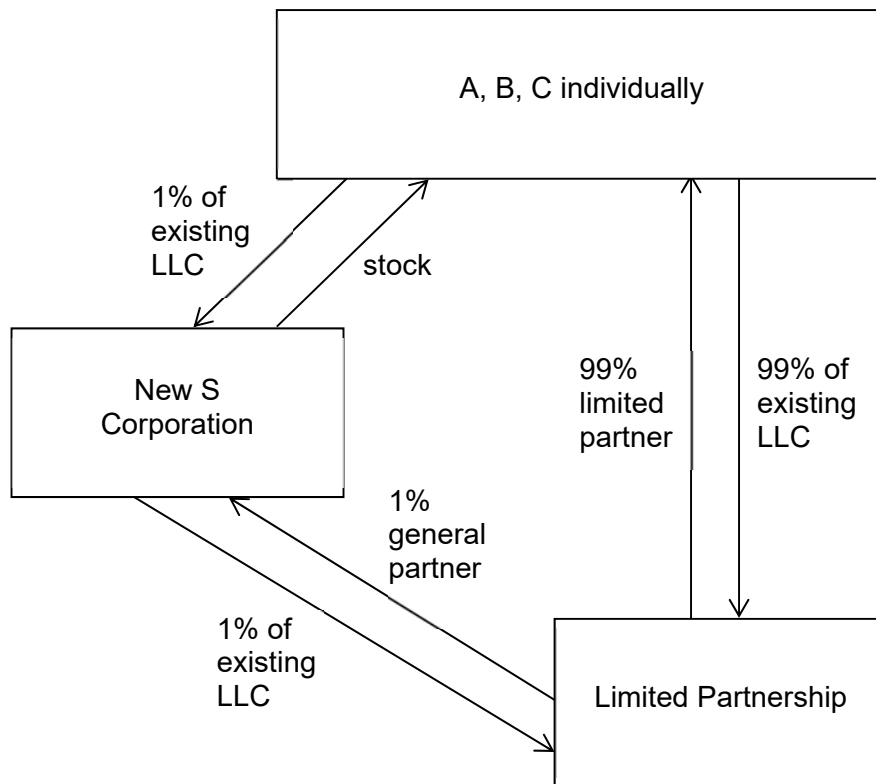 A, B, C individually
1% of
existing
LLC
stock
New S
Corporation
99%
limited
partner
99% of
existing
LLC
1%
general
partner
1% of
existing
LLC
Limited Partnership